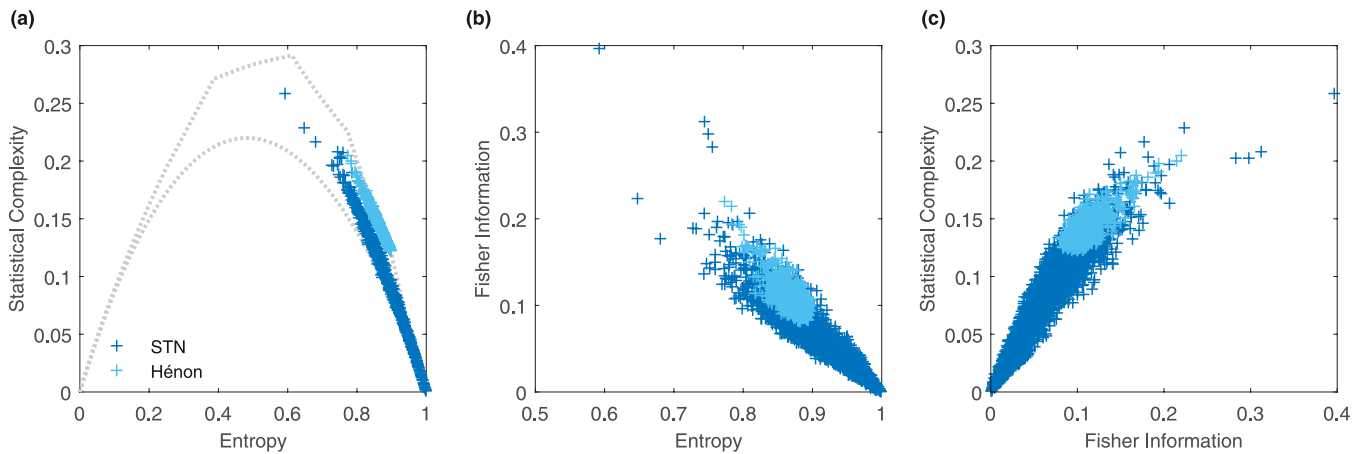 (a)
Statistical Complexity
0.3
0.25
0.2
0.15
0.1
0.05
0
0 0.2 0.4 0.6 0.8 1
Entropy
STN
Hénon
(b)
Fisher Information
0.4
0.3
0.2
0.1
0
0.5 0.6 0.7 0.8 0.9 1
Entropy
(c)
Statistical Complexity
0.3
0.25
0.2
0.15
0.1
0.05
0
0 0.1 0.2 0.3 0.4
Fisher Information